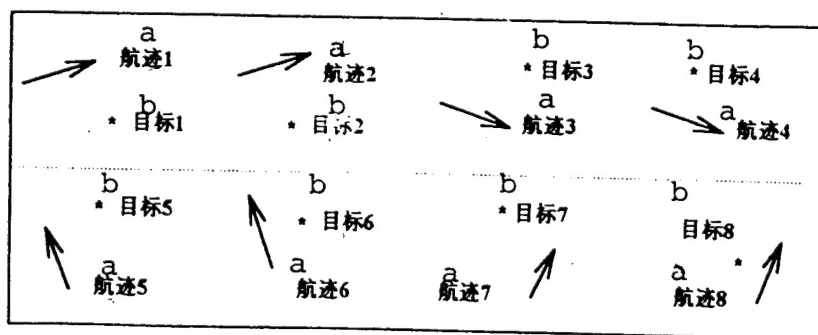 a a b b
航迹1 航迹2 * 目标3 * 目标4
b b a a
* 目标1 * 目标2 航迹3 航迹4
b b b b
* 目标5 * 目标6 * 目标7 目标8
a a a a *
航迹5 航迹6 航迹7 航迹8